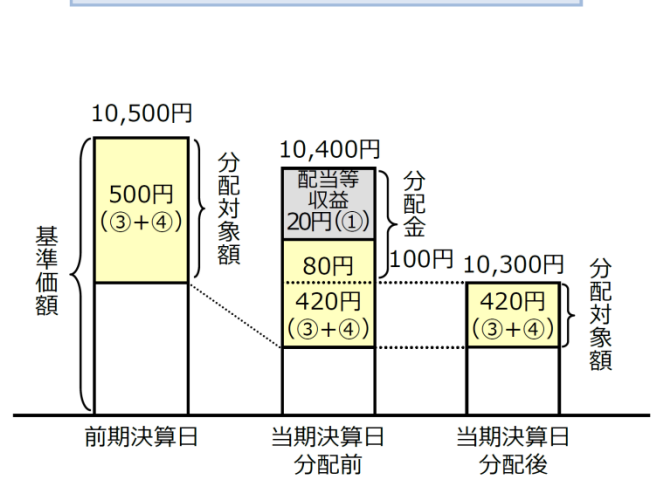 10,500円
500円
(③+④)
分配対象額
基準価額
10,400円
配当等
収益
20円(①)
80円
420円
(③+④)
分配金
100円
10,300円
420円
(③+④)
分配対象額
前期決算日
当期決算日
分配前
当期決算日
分配後